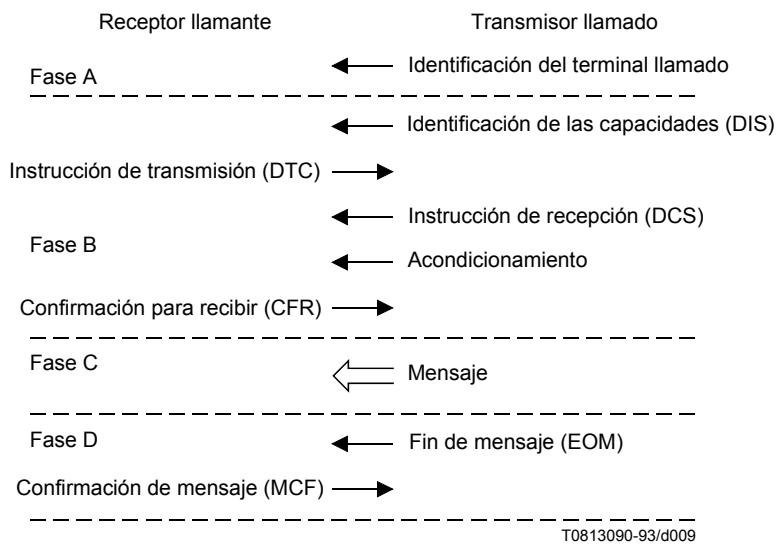 Receptor llamante Transmisor llamado
Identificación del terminal llamado
Fase A
Identificación de las capacidades (DIS)
Instrucción de transmisión (DTC)
Instrucción de recepción (DCS)
Fase B
Acondicionamiento
Confirmación para recibir (CFR)
Fase C
Mensaje
Fase D Fin de mensaje (EOM)
Confirmación de mensaje (MCF)
T0813090-93/d009